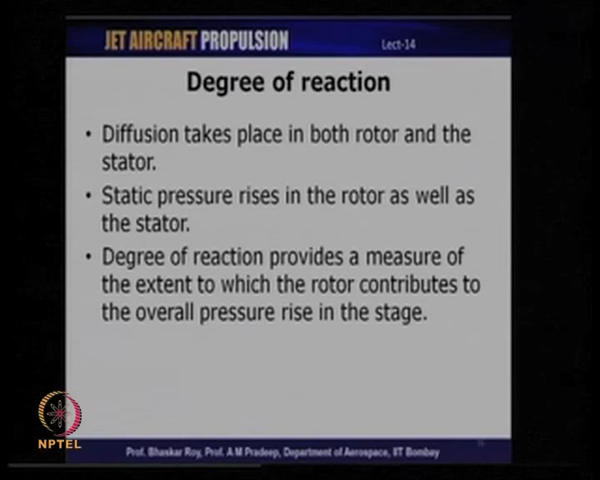 JET AIRCRAFT PROPULSION
Lect-14
Degree of reaction
• Diffusion takes place in both rotor and the
stator.
• Static pressure rises in the rotor as well as
the stator.
• Degree of reaction provides a measure of
the extent to which the rotor contributes to
the overall pressure rise in the stage.
NPTEL
Prof. Bhaskar Roy, Prof. A M Pradeep, Department of Aerospace, IIT Bombay